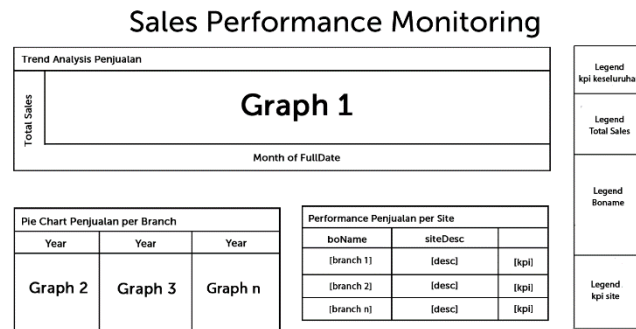 Sales Performance Monitoring
Trend Analysis Penjualan
Total Sales
Graph 1
Month of FullDate
Pie Chart Penjualan per Branch
Year Year Year
Graph 2 Graph 3 Graph n
Performance Penjualan per Site
boName siteDesc
[branch 1] [desc] [kpi]
[branch 2] [desc] [kpi]
[branch n] [desc] [kpi]
Legend
kpi keseluruha
Legend
Total Sales
Legend
Boname
Legend
kpi site